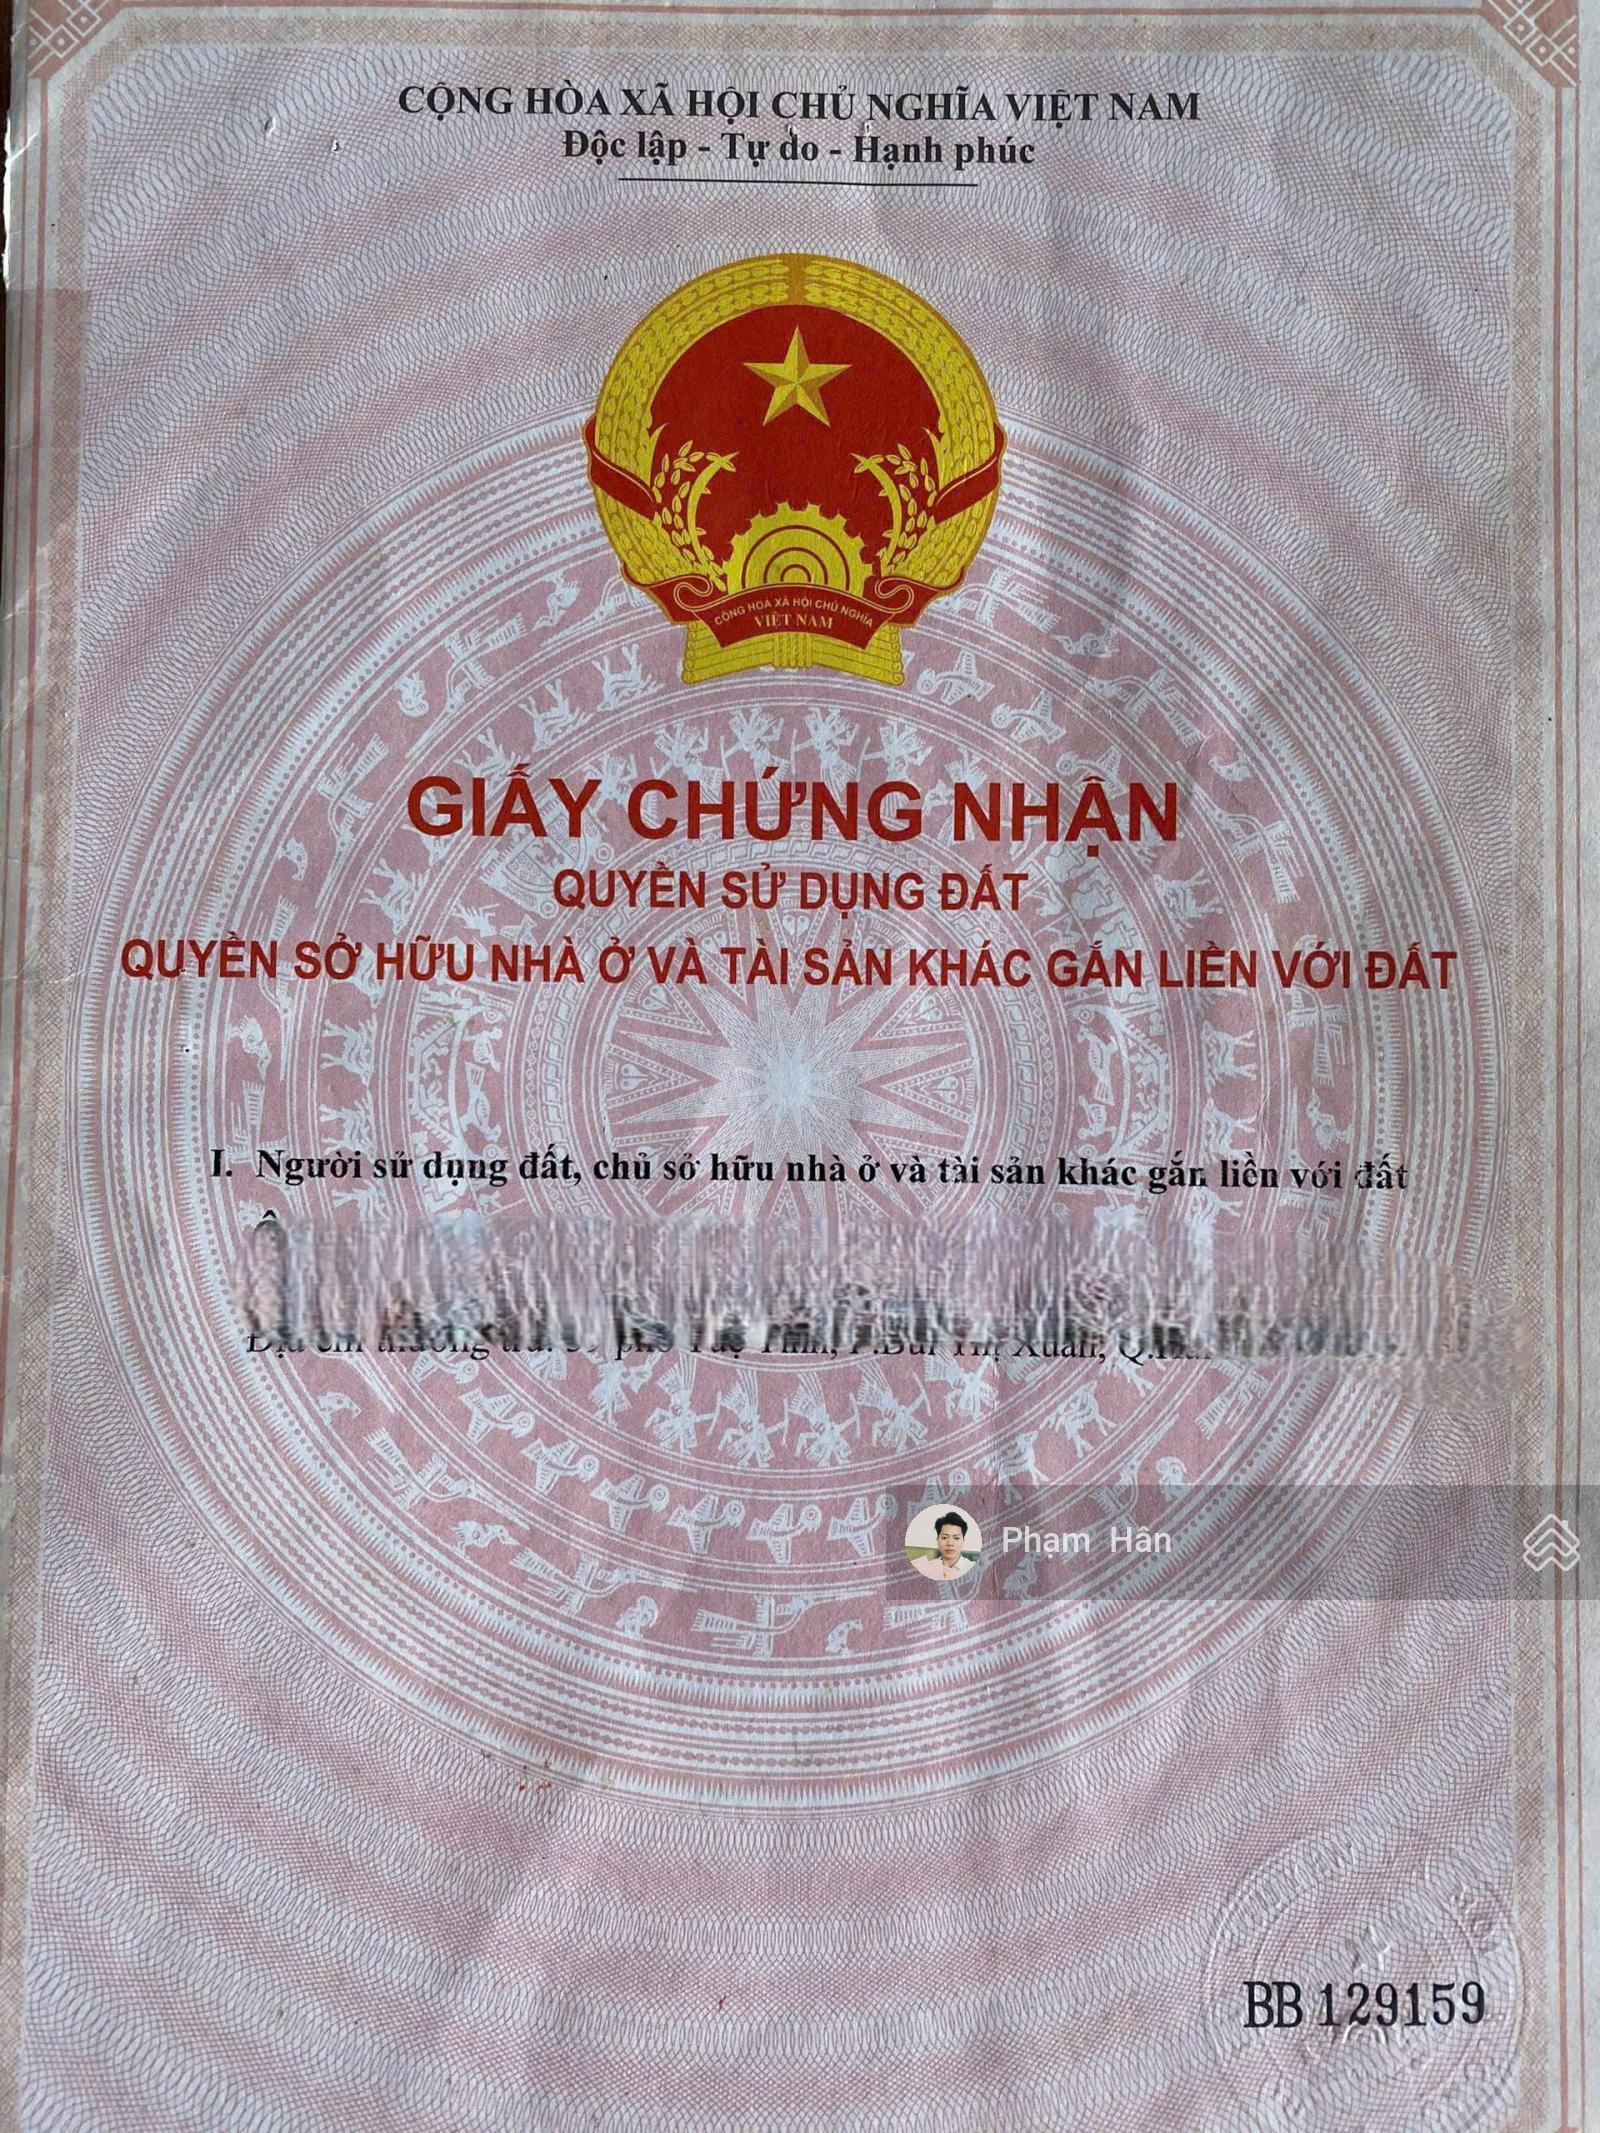 CỘNG HÒA XÃ HỘI CHỦ NGHĨA VIỆT NAM
Độc lập - Tự do - Hạnh phúc
CỘNG HÒA XÃ HỘI CHỦ NGHĨA
VIỆT NAM
GIẤY CHỨNG NHẬN
QUYỀN SỬ DỤNG ĐẤT
QUYỀN SỞ HỮU NHÀ Ở VÀ TÀI SẢN KHÁC GẮN LIỀN VỚI ĐẤT
I. Người sử dụng đất, chủ sở hữu nhà ở và tài sản khác gắn liền với đất
Phạm Hân
BB 129159